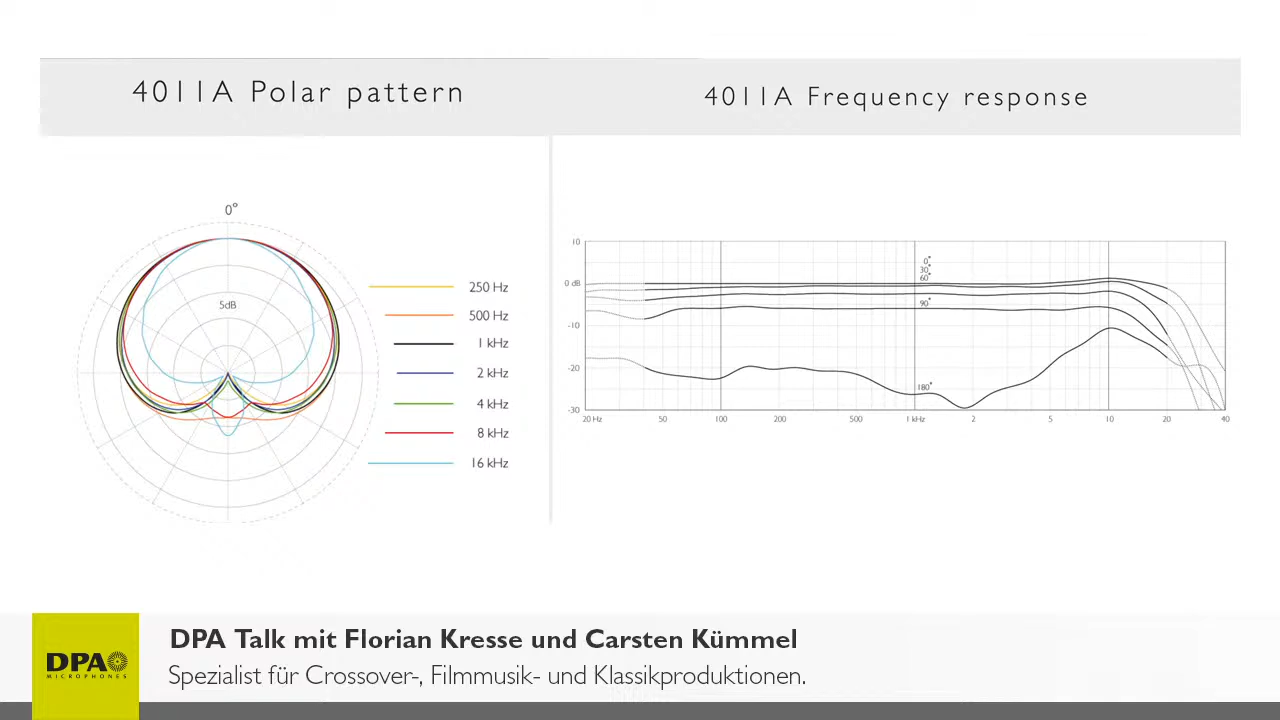 4011A Polar pattern
4011A Frequency response
0°
5dB
250 Hz
500 Hz
1 kHz
2 kHz
4 kHz
8 kHz
16 kHz
10
0 dB
-10
-20
-30
0°
30°
60°
90°
180°
20 Hz 50 100 200 500 1 kHz 2 5 10 20 40
DPA Talk mit Florian Kresse und Carsten Kümmel
Spezialist für Crossover-, Filmmusik- und Klassikproduktionen.
DPA
MICROPHONES